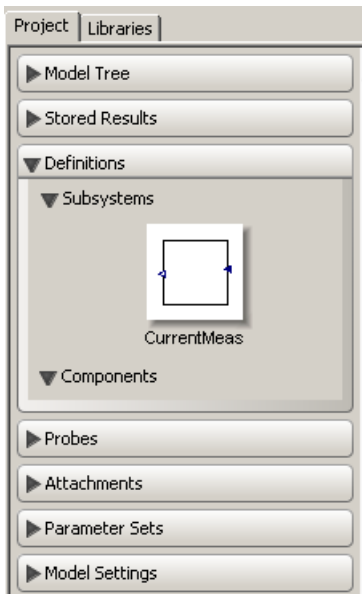 Project Libraries
Model Tree
Stored Results
Definitions
Subsystems
CurrentMeas
Components
Probes
Attachments
Parameter Sets
Model Settings